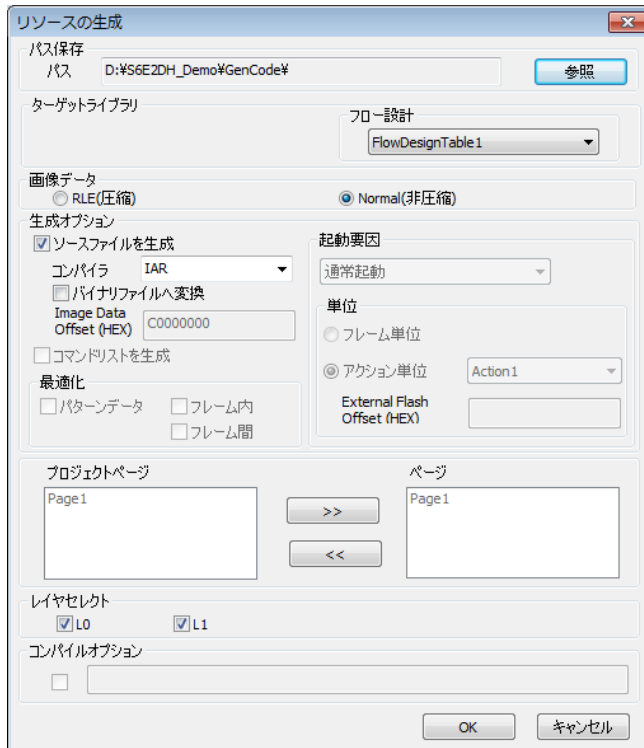 リソースの生成
パス保存
パス D:¥S6E2DH_Demo¥GenCode¥ 参照
ターゲットライブラリ
フロー設計
FlowDesignTable1
画像データ
RLE(圧縮) Normal(非圧縮)
生成オプション
ソースファイルを生成
コンパイラ IAR
バイナリファイルへ変換
Image Data
Offset (HEX) C0000000
コマンドリストを生成
最適化
パターンデータ フレーム内
フレーム間
起動要因
通常起動
単位
フレーム単位
アクション単位 Action1
External Flash
Offset (HEX)
プロジェクトページ ページ
Page1 Page1
>>
<<
レイヤセレクト
L0 L1
コンパイルオプション
OK キャンセル